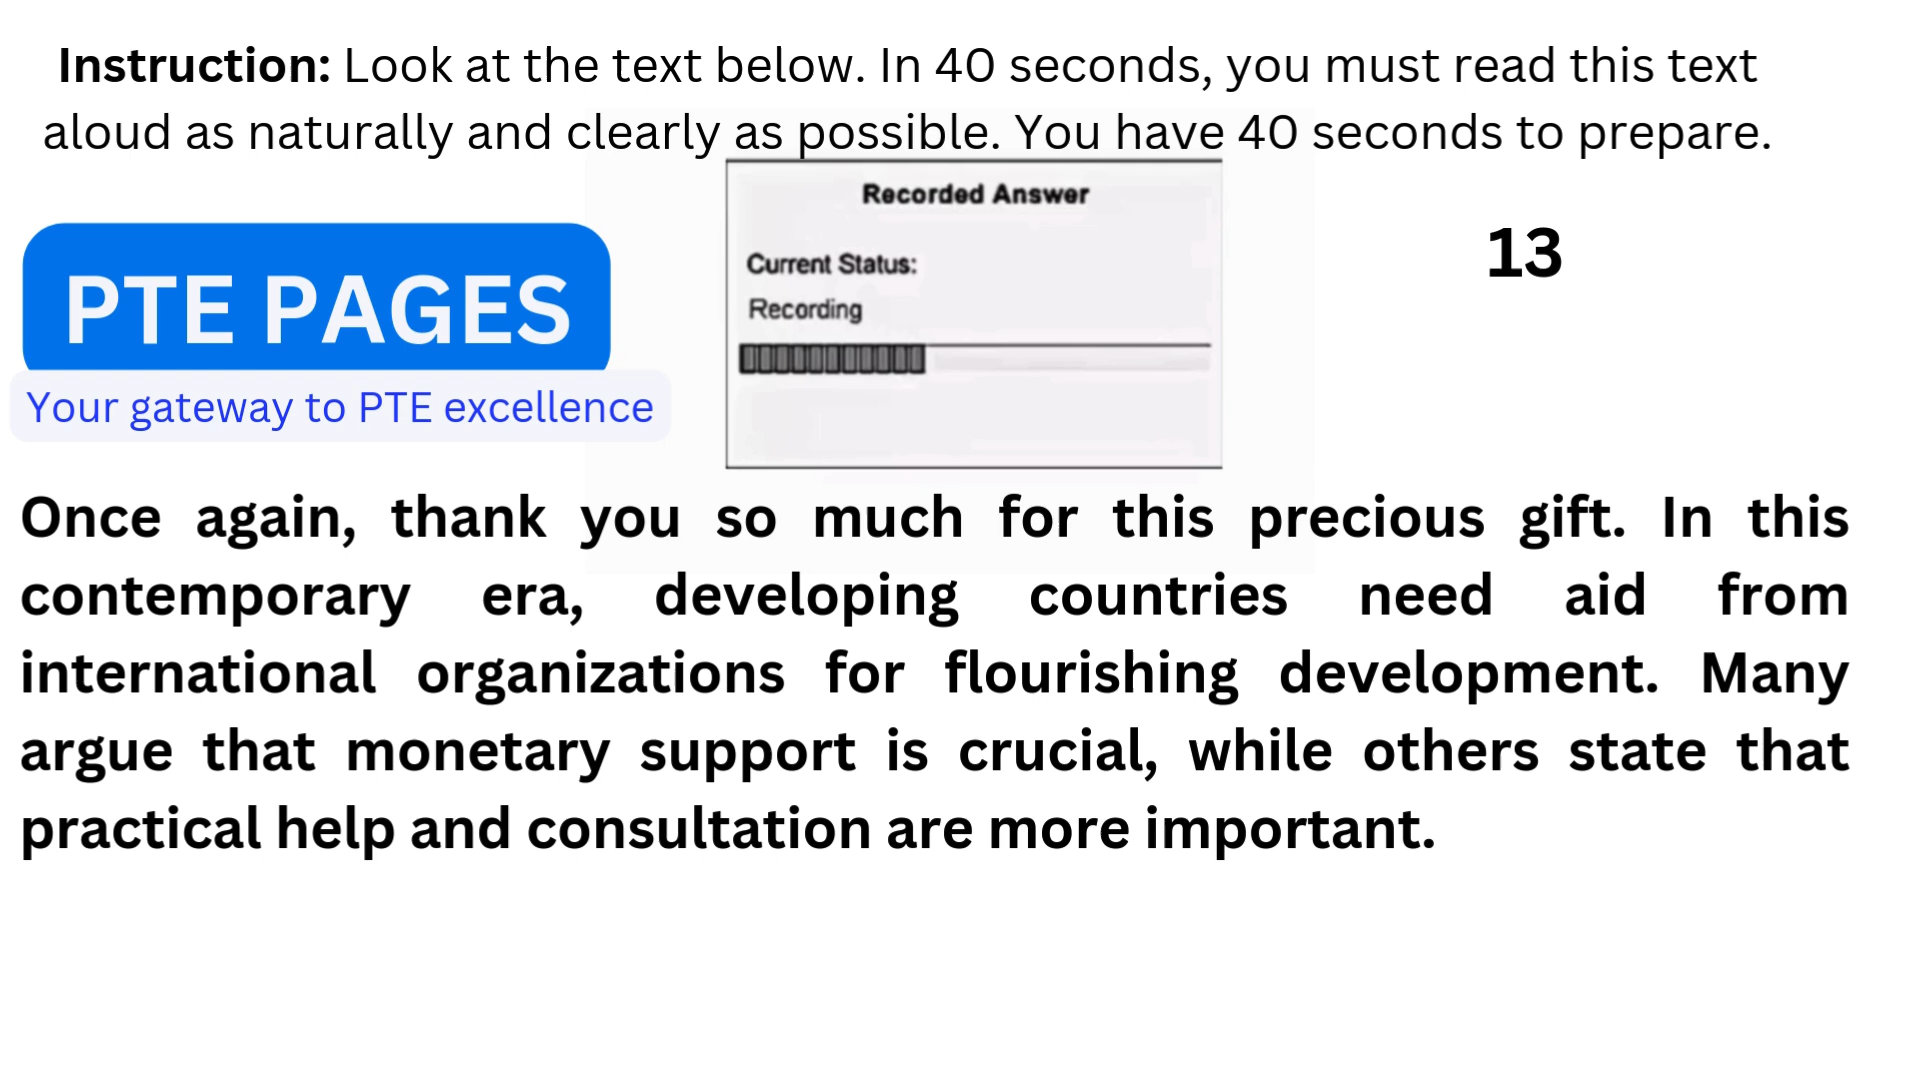 Instruction: Look at the text below. In 40 seconds, you must read this text
aloud as naturally and clearly as possible. You have 40 seconds to prepare.
Recorded Answer
Current Status:
Recording
13
PTE PAGES
Your gateway to PTE excellence
Once again, thank you so much for this precious gift. In this
contemporary era, developing countries need aid from
international organizations for flourishing development. Many
argue that monetary support is crucial, while others state that
practical help and consultation are more important.